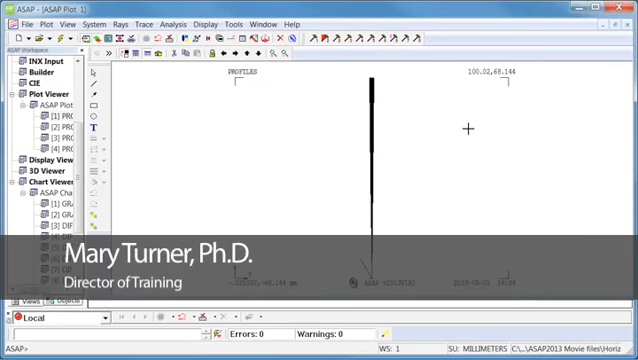 ASAP - [ASAP Plot 1]
File Plot View System Rays Trace Analysis Display Tools Window Help
ASAP Workspace
INX Input
Builder
CIE
Plot Viewer
ASAP Plot
[1] PRO
[2] PRO
[3] PRO
[4] PRO
Display View
3D Viewer
Chart Viewer
ASAP Cha
[1] GRA
[2] GRA
[3] DIF
PROFILES
100.02,68.144
Mary Turner, Ph.D.
Director of Training
-68.144 mm
ASAP
2013-05-01
Views Objects
Local
Errors: 0 Warnings: 0
ASAP>
WS: 1
SU: MILLIMETERS
C:\...\ASAP2013 Movie files\Horiz